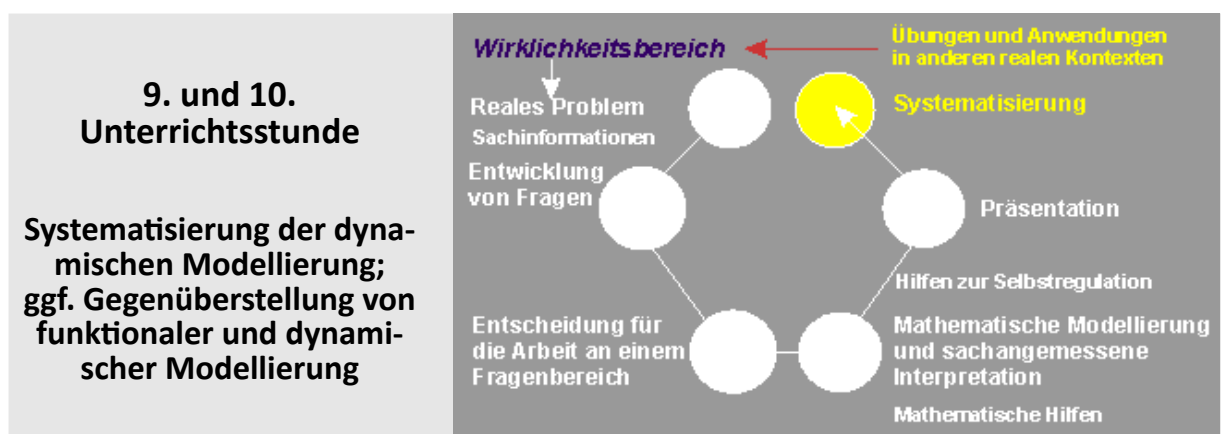 9. und 10.
Unterrichtsstunde
Systematisierung der dyna-
mischen Modellierung;
ggf. Gegenüberstellung von
funktionaler und dynami-
scher Modellierung
Wirklichkeitsbereich
Übungen und Anwendungen
in anderen realen Kontexten
Reales Problem
Sachinformationen
Systematisierung
Entwicklung
von Fragen
Präsentation
Hilfen zur Selbstregulation
Entscheidung für
die Arbeit an einem
Fragenbereich
Mathematische Modellierung
und sachangemessene
Interpretation
Mathematische Hilfen